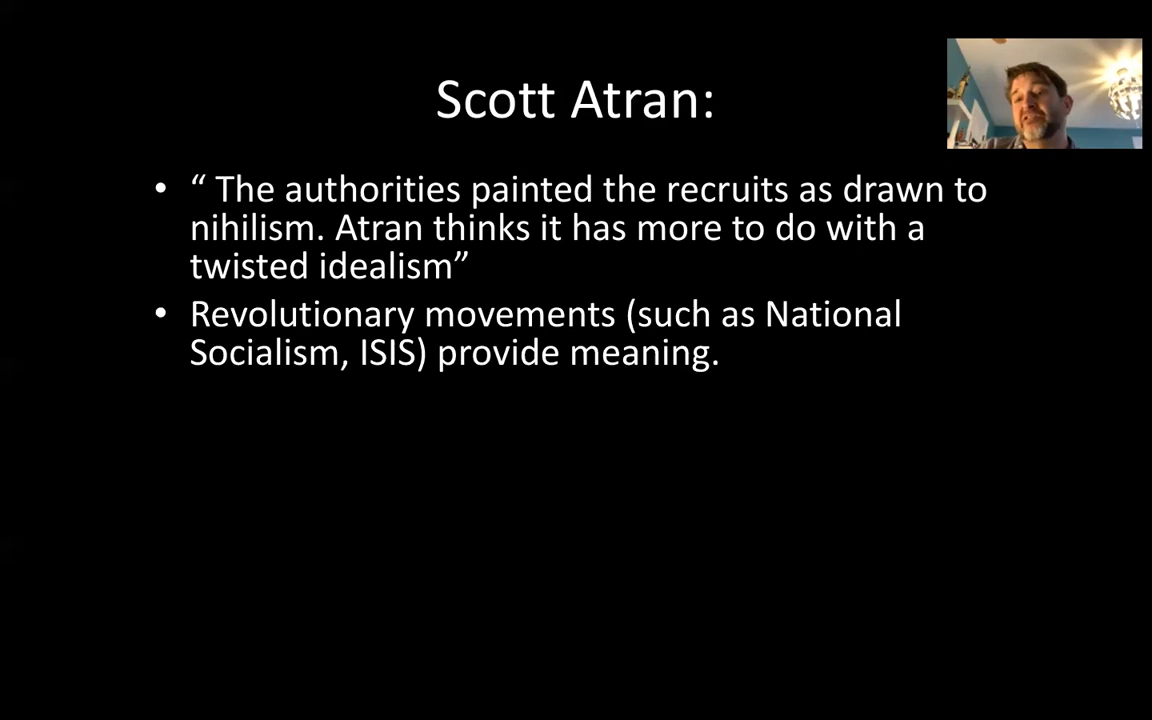 Scott Atran:
• “ The authorities painted the recruits as drawn to
nihilism. Atran thinks it has more to do with a
twisted idealism”
• Revolutionary movements (such as National
Socialism, ISIS) provide meaning.